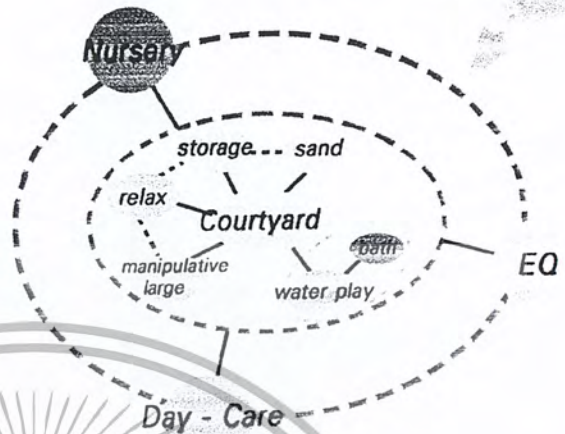 Nursery
storage
sand
relax
Courtyard
bath
manipulative
large
water play
EQ
Day - Care